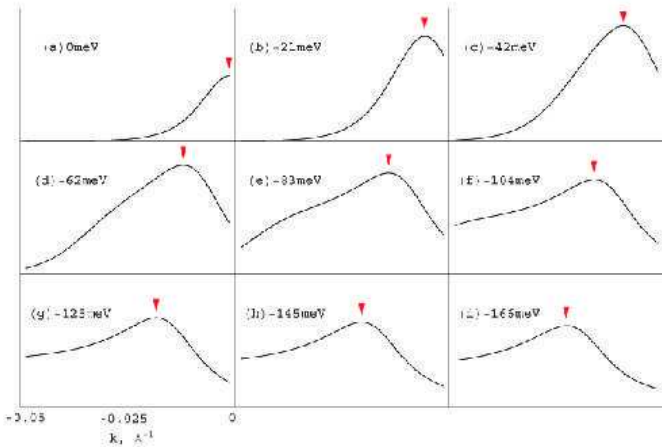 (a) 0meV
(b) -21meV
(c) -42meV
(d) -62meV
(e) -83meV
(f) -104meV
(g) -125meV
(h) -145meV
(i) -166meV
-0.05 -0.025 0
k, Å⁻¹